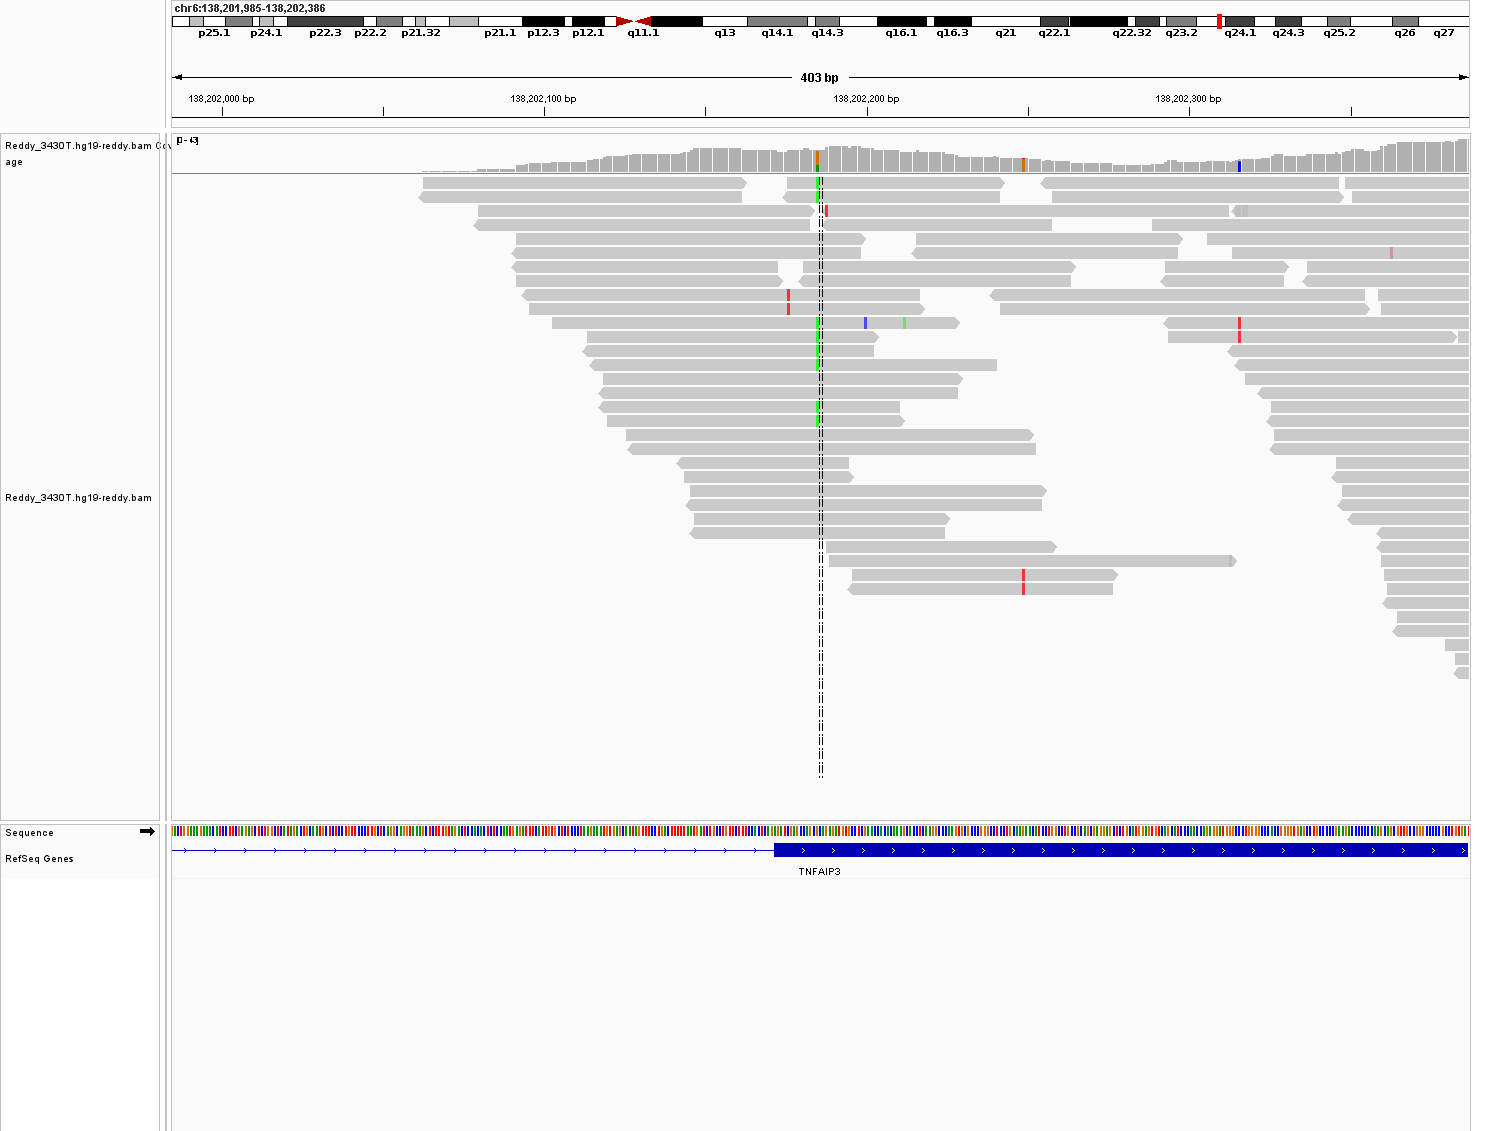 chr6:138,201,985-138,202,386
p25.1 p24.1 p22.3 p22.2 p21.32 p21.1 p12.3 p12.1 q11.1 q13 q14.1 q14.3 q16.1 q16.3 q21 q22.1 q22.32 q23.2 q24.1 q24.3 q25.2 q26 q27
403 bp
138,202,000 bp 138,202,100 bp 138,202,200 bp 138,202,300 bp
Reddy_3430T.hg19-reddy.bam Cov
age
Reddy_3430T.hg19-reddy.bam
Sequence
RefSeq Genes
TNFAIP3